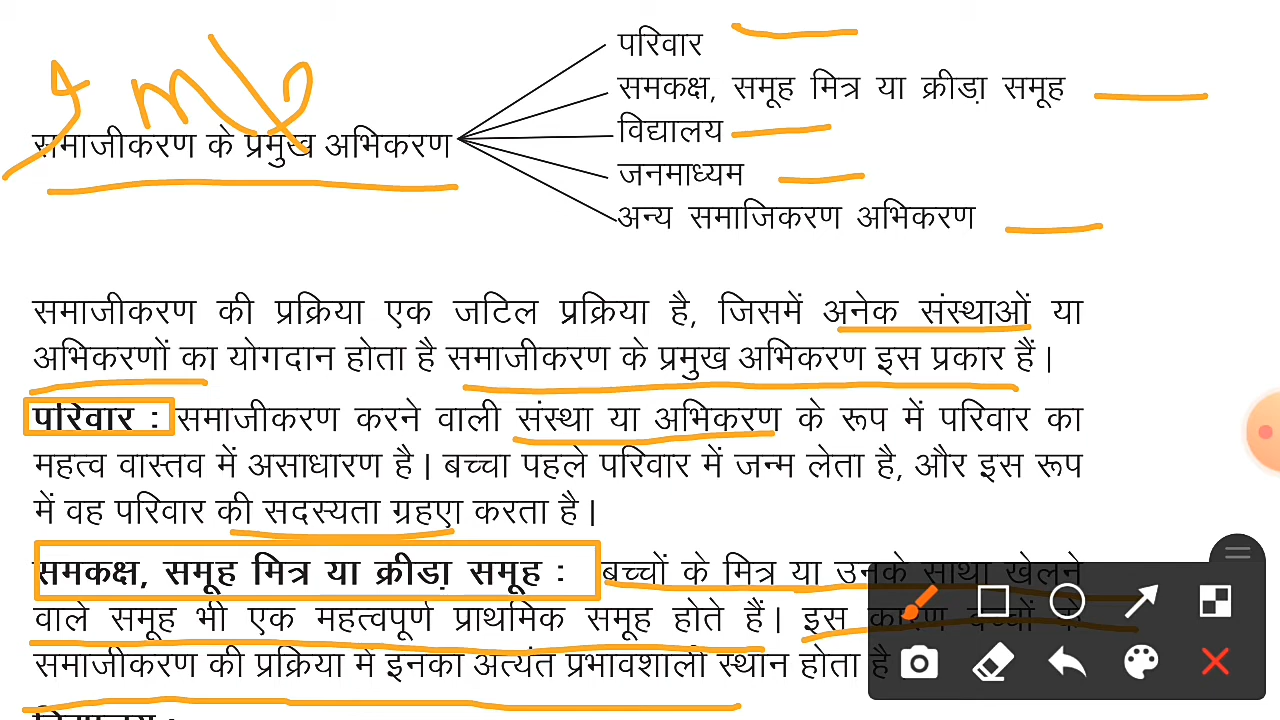 परिवार
समकक्ष, समूह मित्र या क्रीडा़ समूह
विद्यालय
समाजीकरण के प्रमुख अभिकरण
जनमाध्यम
अन्य समाजिकरण अभिकरण
समाजीकरण की प्रक्रिया एक जटिल प्रक्रिया है, जिसमें अनेक संस्थाओं या
अभिकरणों का योगदान होता है समाजीकरण के प्रमुख अभिकरण इस प्रकार हैं।
परिवार : समाजीकरण करने वाली संस्था या अभिकरण के रूप में परिवार का
महत्व वास्तव में असाधारण है। बच्चा पहले परिवार में जन्म लेता है, और इस रूप
में वह परिवार की सदस्यता ग्रहएा करता है।
समकक्ष, समूह मित्र या क्रीडा़ समूह : बच्चों के मित्र या उनके साथा खेलने
वाले समूह भी एक महत्वपूर्ण प्राथमिक समूह होते हैं। इस कारण बच्चों के
समाजीकरण की प्रक्रिया में इनका अत्यंत प्रभावशाली स्थान होता है